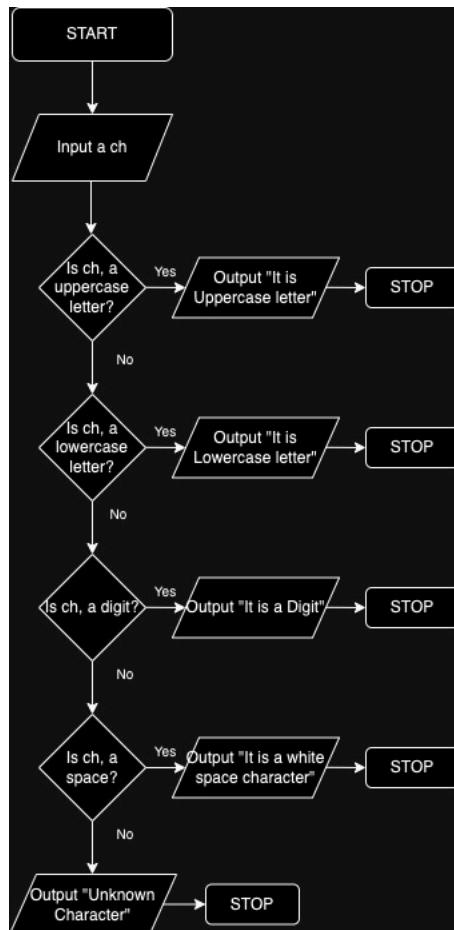 START
Input a ch
Is ch, a
uppercase
letter?
Yes
Output "It is
Uppercase letter"
STOP
No
Is ch, a
lowercase
letter?
Yes
Output "It is
Lowercase letter"
STOP
No
Is ch, a digit?
Yes
Output "It is a Digit"
STOP
No
Is ch, a
space?
Yes
Output "It is a white
space character"
STOP
No
Output "Unknown
Character"
STOP